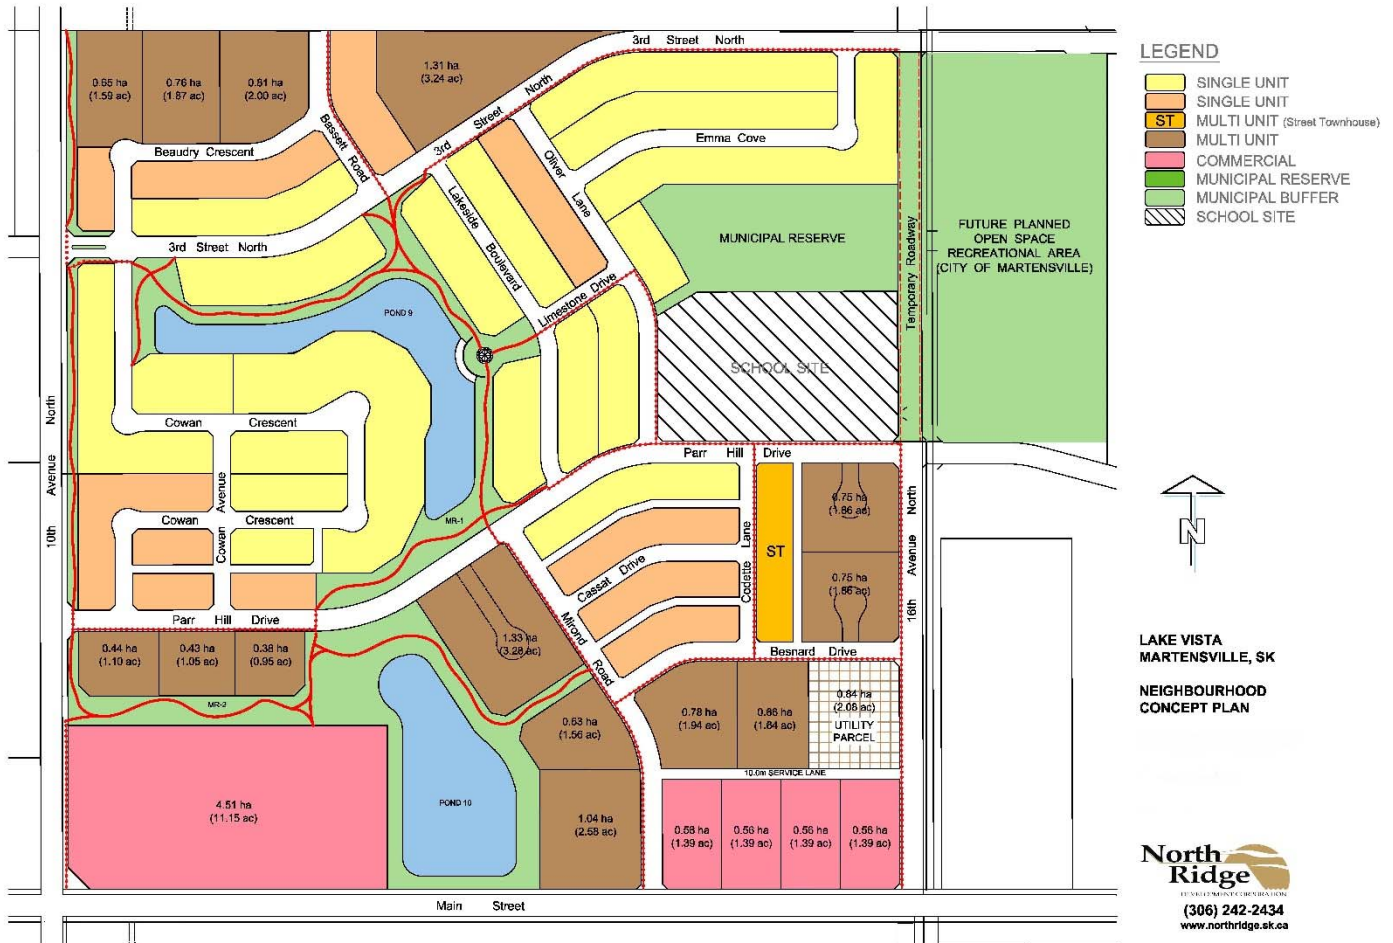 3rd Street North
0.65 ha
(1.59 ac)
0.76 ha
(1.87 ac)
0.81 ha
(2.00 ac)
1.31 ha
(3.24 ac)
Bassett Road
3rd Street North
Beaudry Crescent
Emma Cove
Oliver Lane
Lakeside Boulevard
3rd Street North
MUNICIPAL RESERVE
Temporary Roadway
FUTURE PLANNED
OPEN SPACE
RECREATIONAL AREA
(CITY OF MARTENSVILLE)
Limestone Drive
POND 9
SCHOOL SITE
10th Avenue North
Cowan Crescent
Cowan Avenue
Parr Hill Drive
Cowan Crescent
MR-1
Cassat Drive
Codette Lane
ST
0.75 ha
(1.86 ac)
0.75 ha
(1.86 ac)
16th Avenue North
Parr Hill Drive
Mirond Road
Besnard Drive
0.44 ha
(1.10 ac)
0.43 ha
(1.05 ac)
0.38 ha
(0.95 ac)
1.33 ha
(3.28 ac)
MR-2
0.63 ha
(1.56 ac)
0.78 ha
(1.94 ac)
(1.84 ac)
0.84 ha
(2.08 ac)
UTILITY
PARCEL
10.0m SERVICE LANE
4.51 ha
(11.15 ac)
POND 10
1.04 ha
(2.58 ac)
0.56 ha
(1.39 ac)
0.56 ha
(1.39 ac)
0.56 ha
(1.39 ac)
0.56 ha
(1.39 ac)
Main Street
LEGEND
SINGLE UNIT
SINGLE UNIT
ST MULTI UNIT (Street Townhouse)
MULTI UNIT
COMMERCIAL
MUNICIPAL RESERVE
MUNICIPAL BUFFER
SCHOOL SITE
N
LAKE VISTA
MARTENSVILLE, SK
NEIGHBOURHOOD
CONCEPT PLAN
North
Ridge
DEVELOPMENT CORPORATION
(306) 242-2434
www.northridge.sk.ca